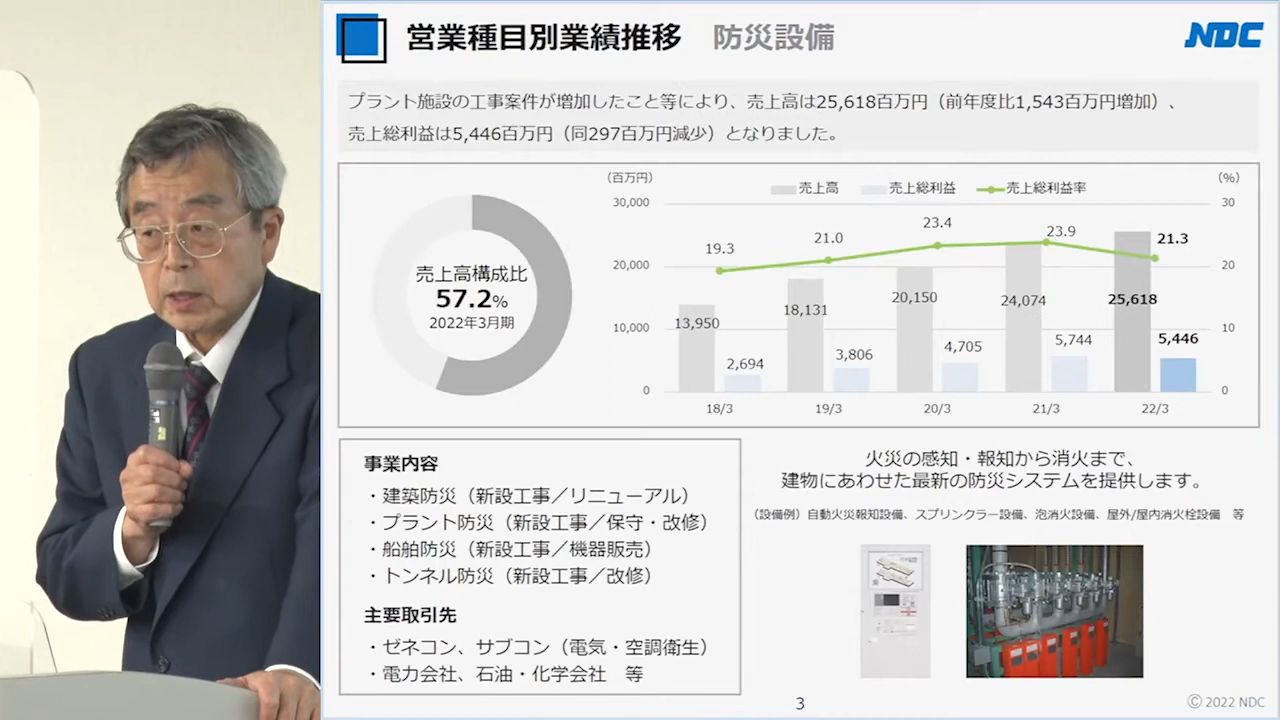 営業種目別業績推移 防災設備
NDC
プラント施設の工事案件が増加したこと等により、売上高は25,618百万円（前年度比1,543百万円増加）、
売上総利益は5,446百万円（同297百万円減少）となりました。
売上高構成比
57.2%
2022年3月期
（百万円） （%）
売上高 売上総利益 売上総利益率
30,000 30
20,000 20
10,000 10
0 0
19.3 21.0 23.4 23.9 21.3
13,950 18,131 20,150 24,074 25,618
2,694 3,806 4,705 5,744 5,446
18/3 19/3 20/3 21/3 22/3
事業内容
・建築防災（新設工事／リニューアル）
・プラント防災（新設工事／保守・改修）
・船舶防災（新設工事／機器販売）
・トンネル防災（新設工事／改修）
主要取引先
・ゼネコン、サブコン（電気・空調衛生）
・電力会社、石油・化学会社 等
火災の感知・報知から消火まで、
建物にあわせた最新の防災システムを提供します。
（設備例）自動火災報知設備、スプリンクラー設備、泡消火設備、屋外/屋内消火栓設備 等
3
Ⓒ 2022 NDC